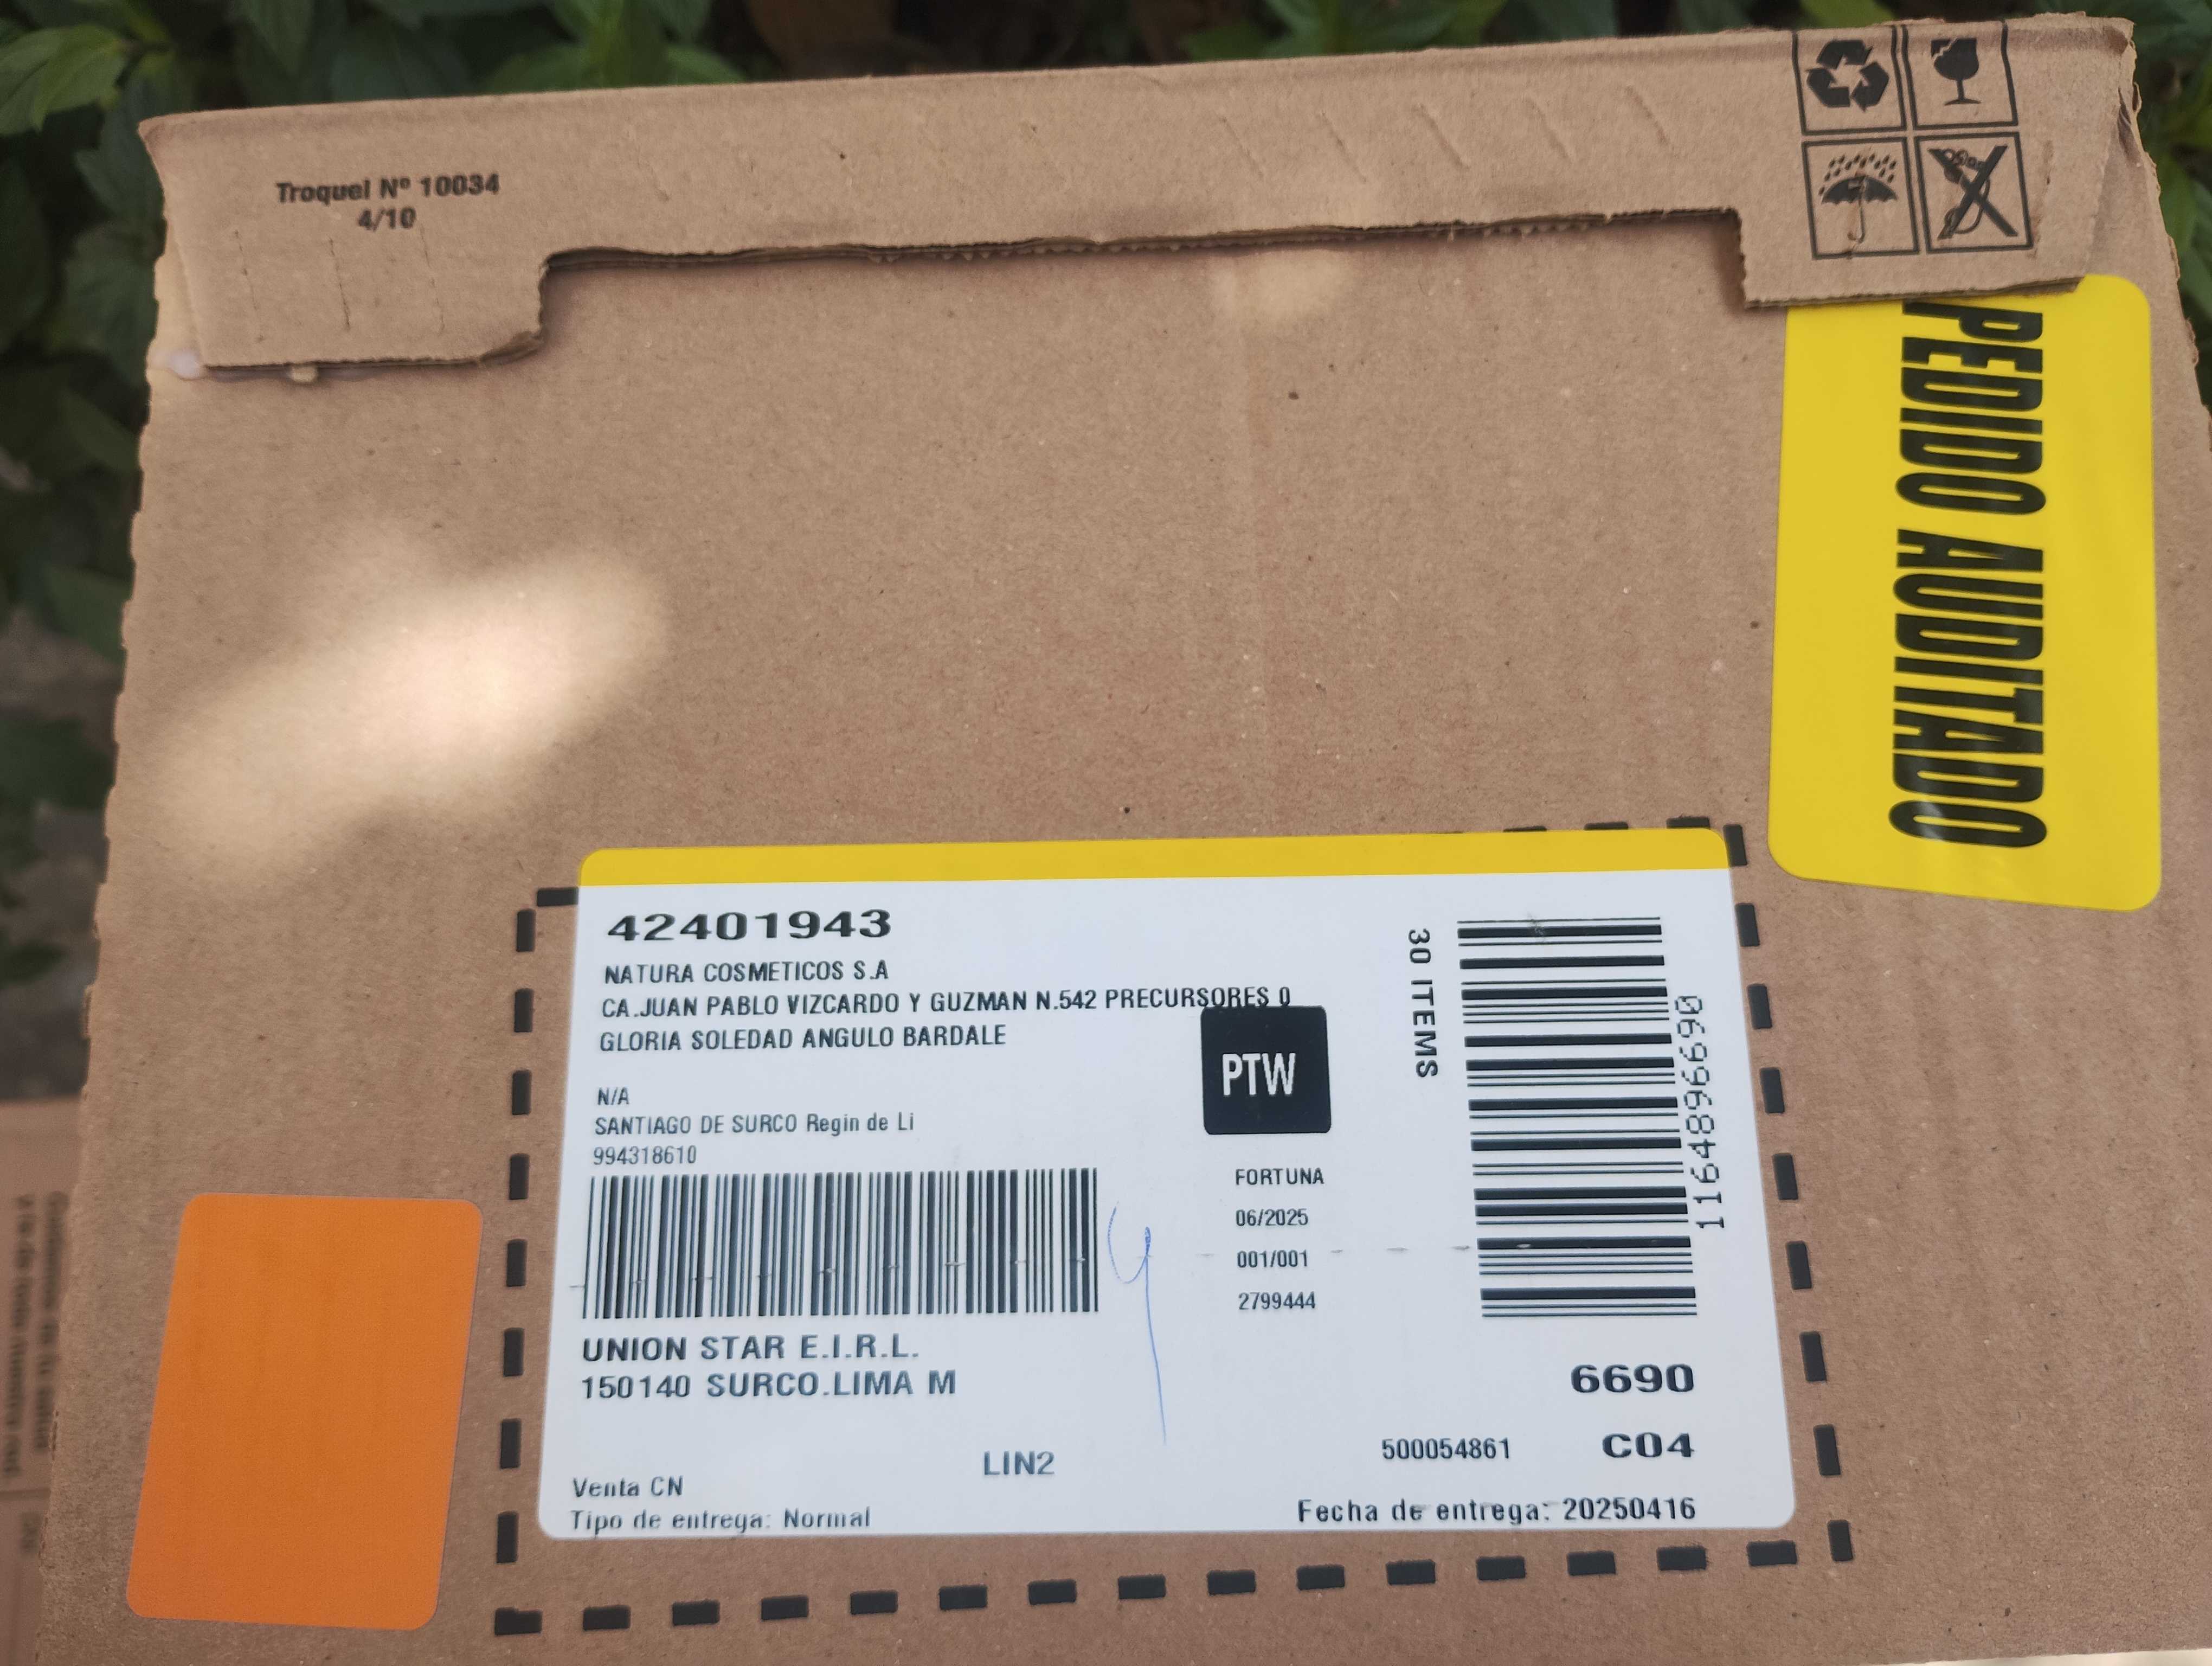 Troquel Nº 10034
4/10
PEDIDO AUDITADO
42401943
NATURA COSMETICOS S.A
CA.JUAN PABLO VIZCARDO Y GUZMAN N.542 PRECURSORES 0
GLORIA SOLEDAD ANGULO BARDALE
N/A
SANTIAGO DE SURCO Regin de Li
994318610
UNION STAR E.I.R.L.
150140 SURCO.LIMA M
LIN2
Venta CN
Tipo de entrega: Normal
PTW
FORTUNA
06/2025
001/001
2799444
30 ITEMS
1164896690
6690
500054861
C04
Fecha de entrega: 20250416